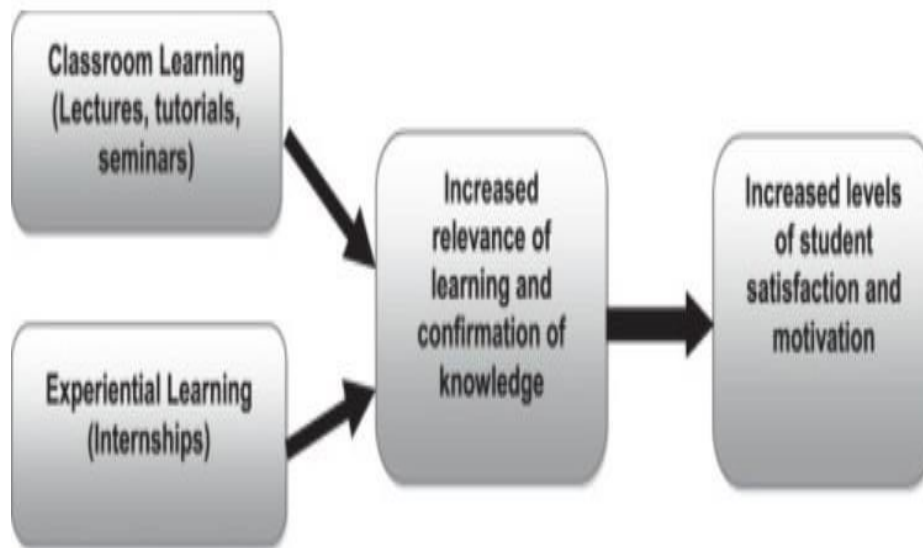 Classroom Learning
(Lectures, tutorials,
seminars)
Experiential Learning
(Internships)
Increased
relevance of
learning and
confirmation of
knowledge
Increased levels
of student
satisfaction and
motivation